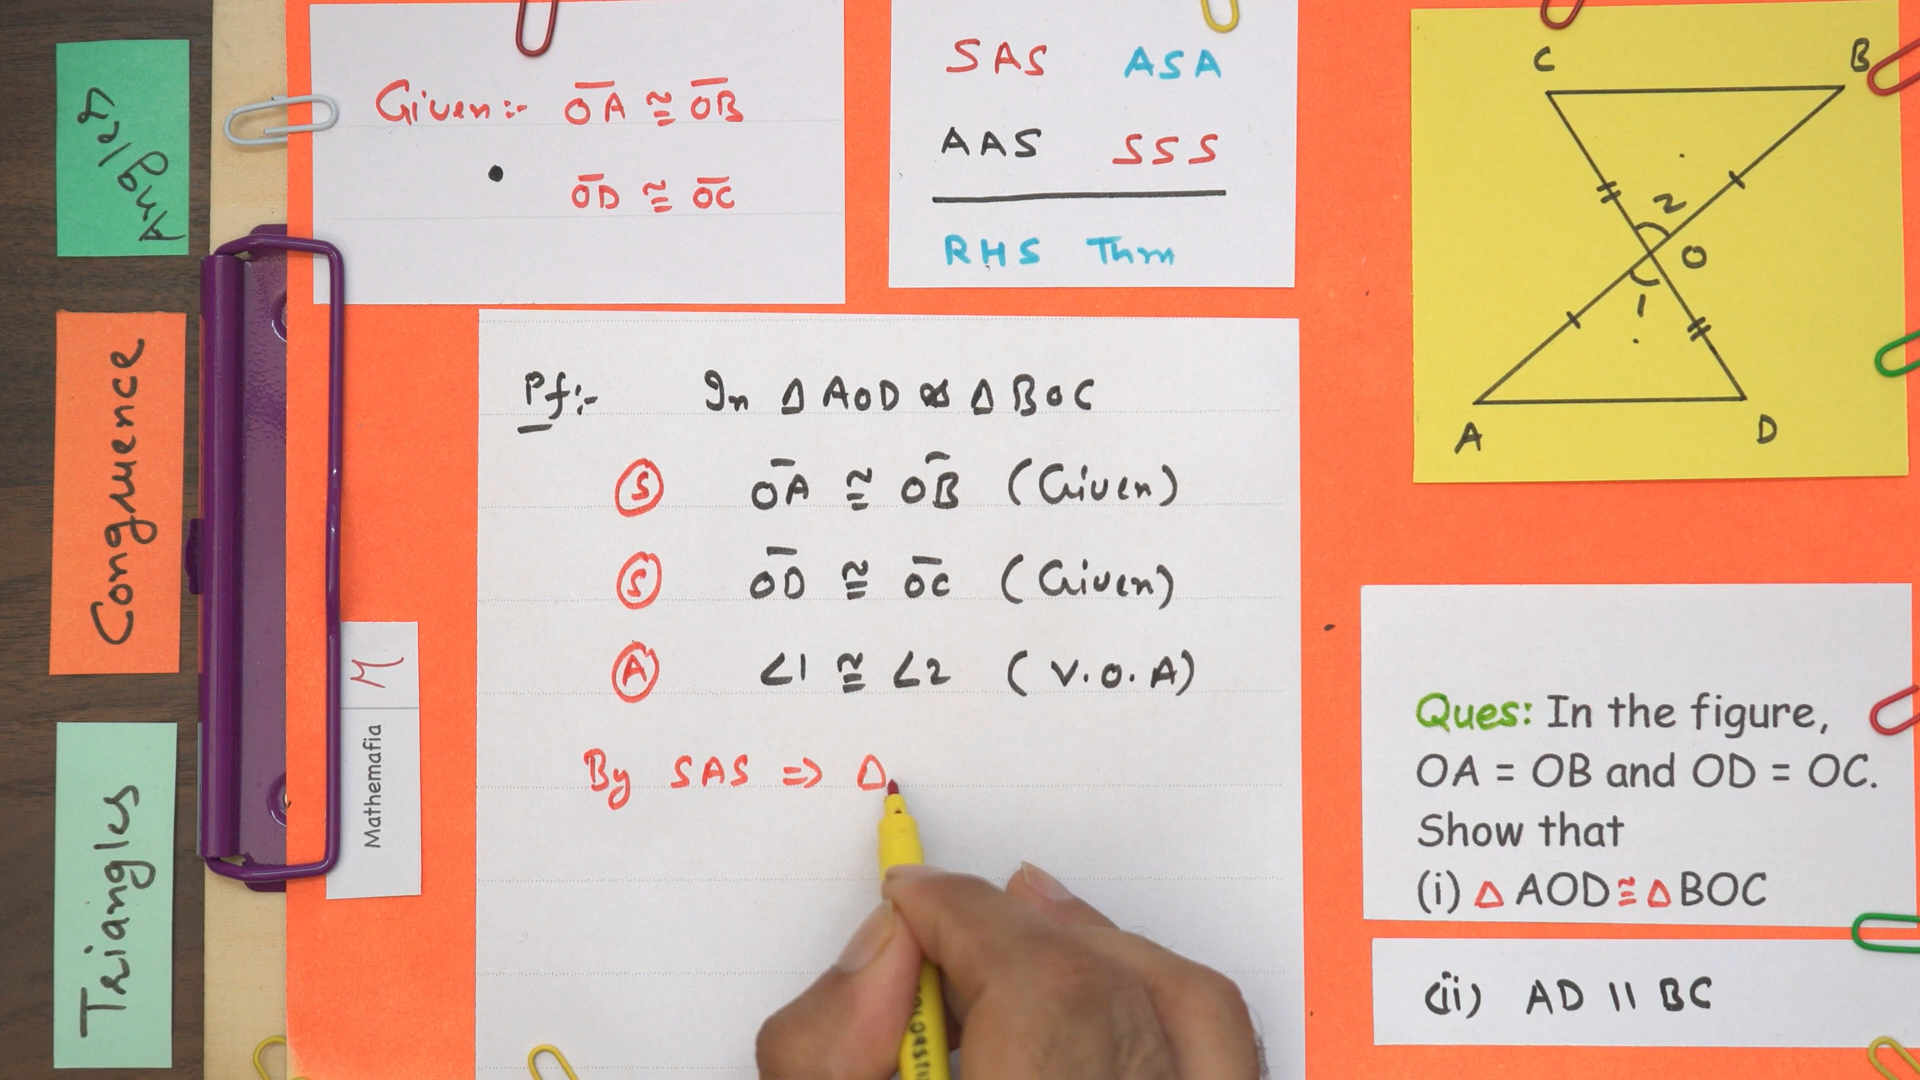 Angles
Congruence
Triangles
M
Mathemafia
Given:- OA ≅ OB
OD ≅ OC
SAS ASA
AAS SSS
RHS Thm
C B
2
O
1
A D
Pf:- In Δ AOD & Δ BOC
S OA ≅ OB (Given)
S OD ≅ OC (Given)
A ∠1 ≅ ∠2 (V.O.A)
By SAS ⇒ Δ
Ques: In the figure,
OA = OB and OD = OC.
Show that
(i) Δ AOD ≅ Δ BOC
(ii) AD || BC